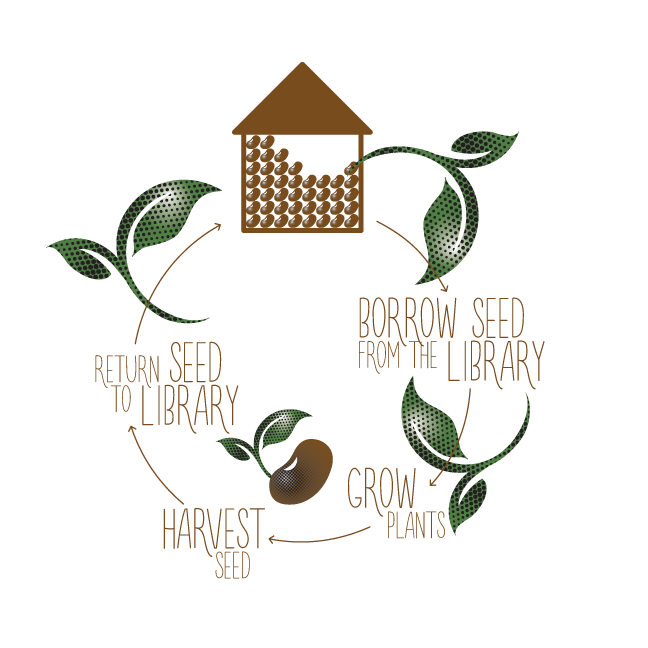 BORROW SEED
FROM THE LIBRARY
GROW
PLANTS
HARVEST
SEED
RETURN SEED
TO LIBRARY